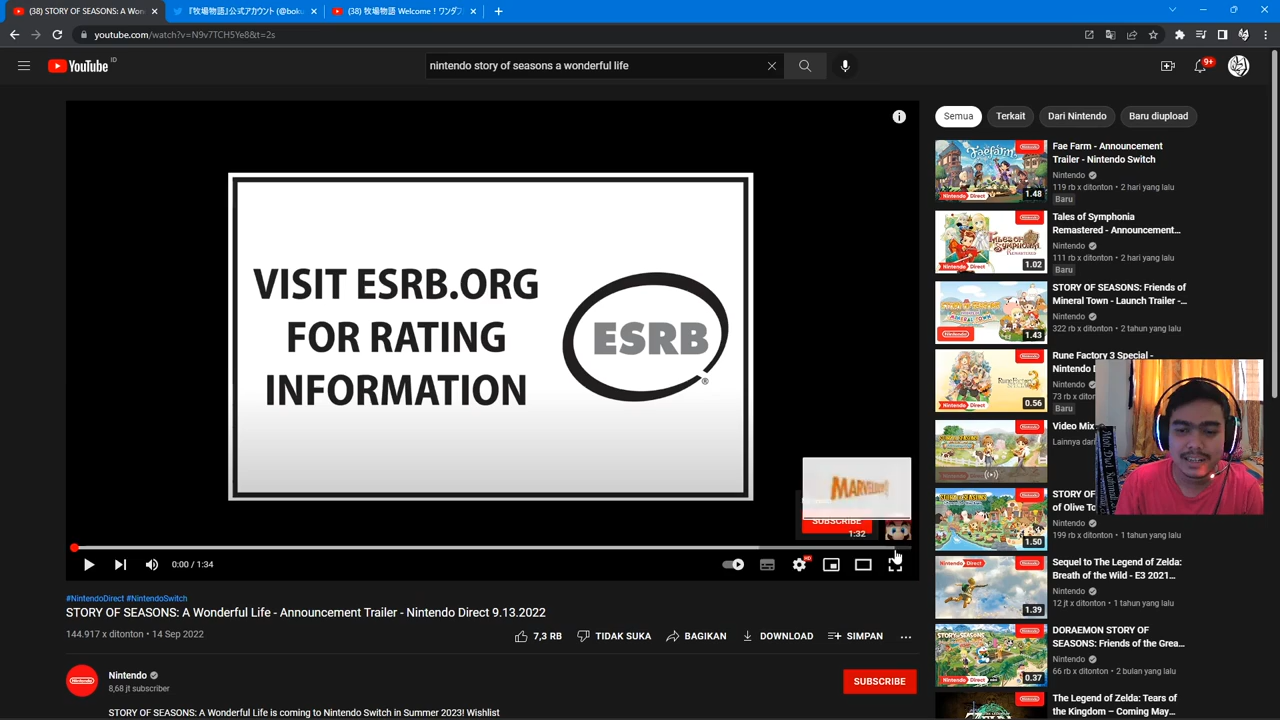 (38) STORY OF SEASONS: A Won
『牧場物語』公式アカウント (@boku
(38) 牧場物語 Welcome！ワンダフ
youtube.com/watch?v=N9v7TCH5Ye8&t=2s
YouTube ID
nintendo story of seasons a wonderful life
9+
VISIT ESRB.ORG
FOR RATING
INFORMATION
ESRB
®
MARVELOUS!
SUBSCRIBE
1:32
0:00 / 1:34
HD
#NintendoDirect #NintendoSwitch
STORY OF SEASONS: A Wonderful Life - Announcement Trailer - Nintendo Direct 9.13.2022
144.917 x ditonton • 14 Sep 2022
7,3 RB
TIDAK SUKA
BAGIKAN
DOWNLOAD
SIMPAN
Nintendo
8,68 jt subscriber
SUBSCRIBE
STORY OF SEASONS: A Wonderful Life is coming to Nintendo Switch in Summer 2023! Wishlist
Semua
Terkait
Dari Nintendo
Baru diupload
Fae Farm - Announcement
Trailer - Nintendo Switch
Nintendo
119 rb x ditonton • 2 hari yang lalu
Baru
1.48
Tales of Symphonia
Remastered - Announcement...
Nintendo
111 rb x ditonton • 2 hari yang lalu
Baru
1.02
STORY OF SEASONS: Friends of
Mineral Town - Launch Trailer -...
Nintendo
322 rb x ditonton • 2 tahun yang lalu
1.43
Rune Factory 3 Special -
Nintendo D
Nintendo
73 rb x diton
Baru
0.56
Video Mix
Lainnya dari
STORY OF
of Olive To
Nintendo
199 rb x ditonton • 1 tahun yang lalu
1.50
Sequel to The Legend of Zelda:
Breath of the Wild - E3 2021...
Nintendo
12 jt x ditonton • 1 tahun yang lalu
1.39
DORAEMON STORY OF
SEASONS: Friends of the Grea...
Nintendo
66 rb x ditonton • 2 bulan yang lalu
0.37
The Legend of Zelda: Tears of
the Kingdom – Coming May...